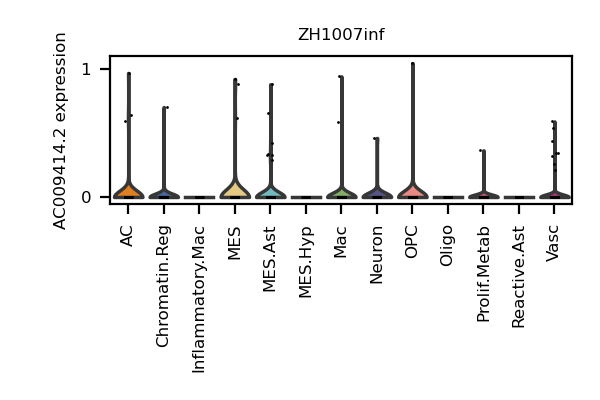 ZH1007inf
AC009414.2 expression
1
0
AC
Chromatin.Reg
Inflammatory.Mac
MES
MES.Ast
MES.Hyp
Mac
Neuron
OPC
Oligo
Prolif.Metab
Reactive.Ast
Vasc